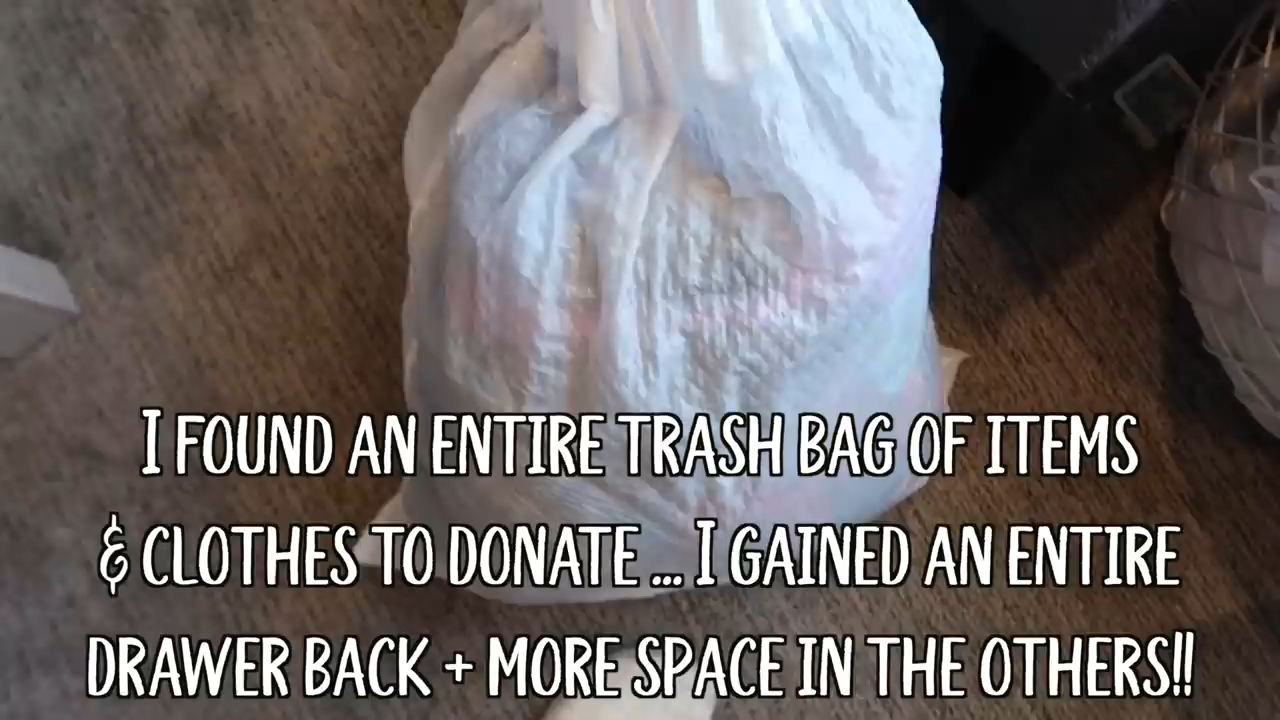 I FOUND AN ENTIRE TRASH BAG OF ITEMS
& CLOTHES TO DONATE ... I GAINED AN ENTIRE
DRAWER BACK + MORE SPACE IN THE OTHERS!!